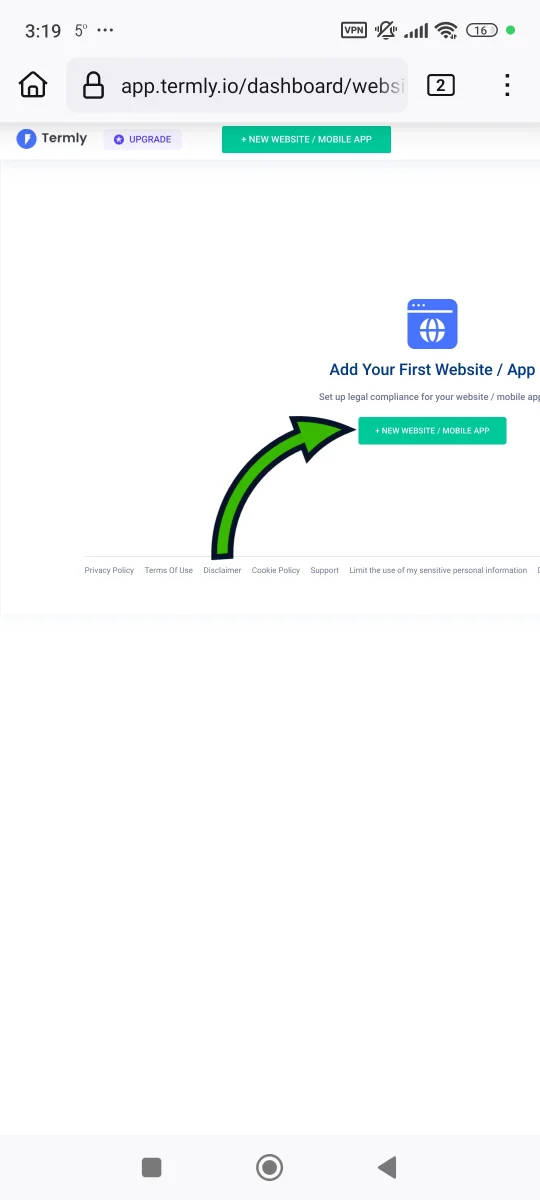 3:19 5° ...
VPN 16
app.termly.io/dashboard/websi
2
Termly
UPGRADE
+ NEW WEBSITE / MOBILE APP
Add Your First Website / App
Set up legal compliance for your website / mobile app
+ NEW WEBSITE / MOBILE APP
Privacy Policy Terms Of Use Disclaimer Cookie Policy Support Limit the use of my sensitive personal information